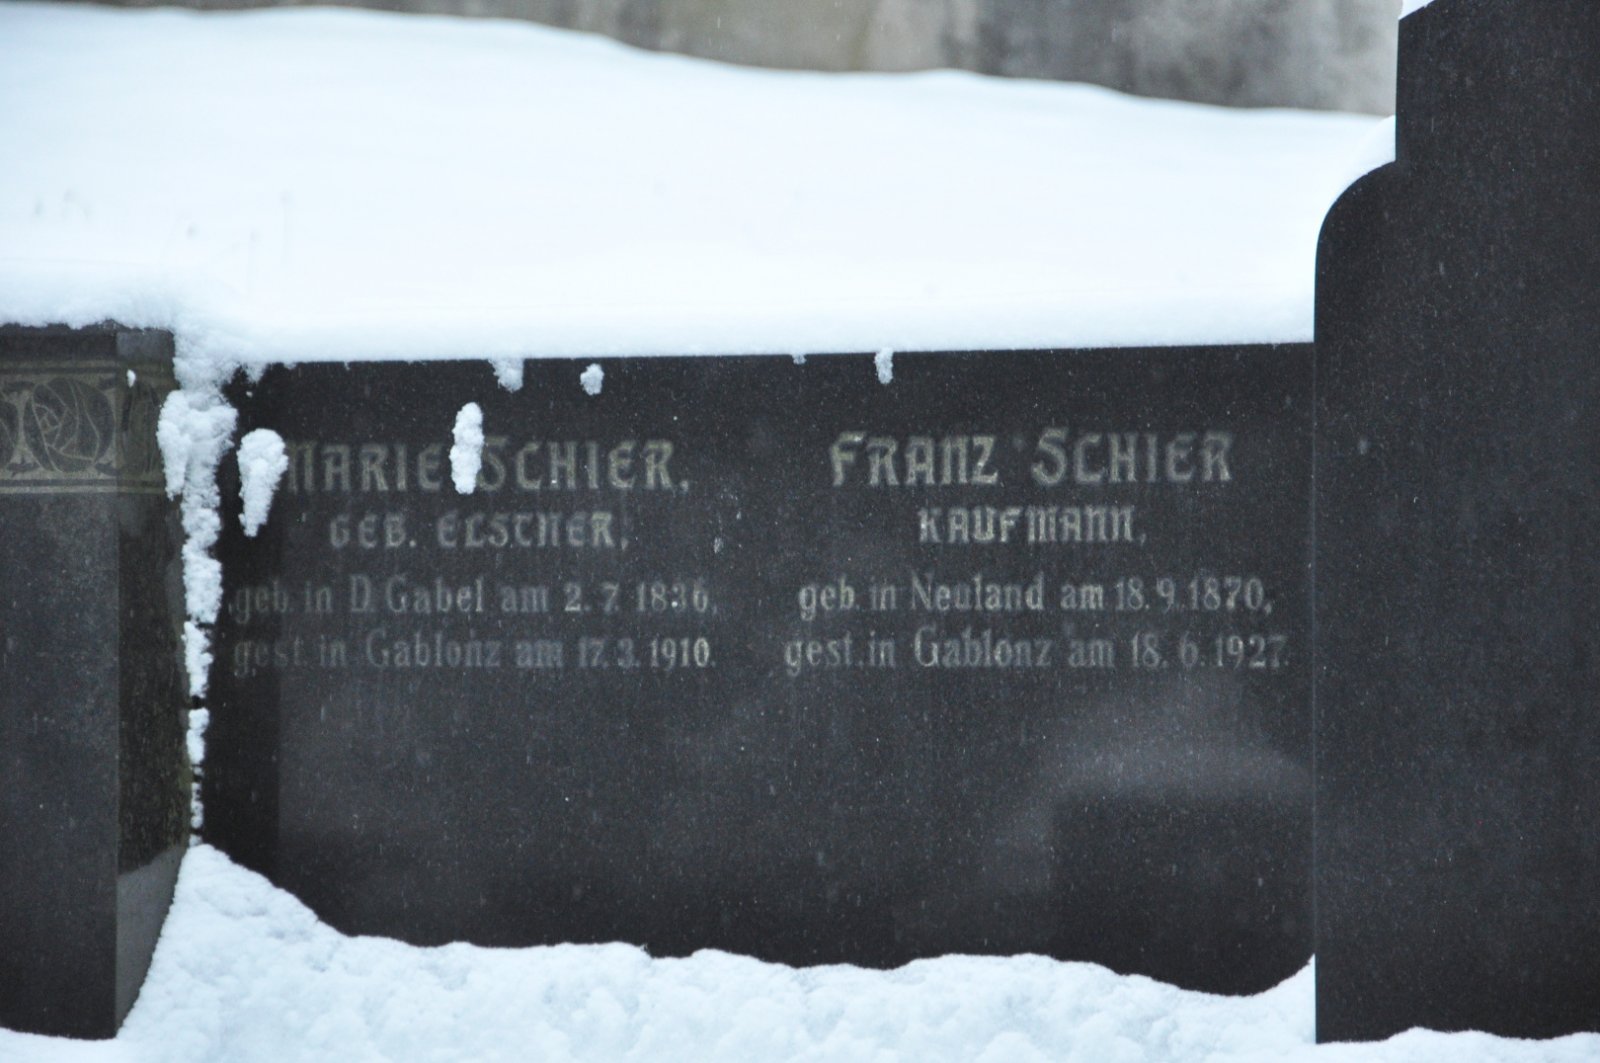 MARIE SCHIER,
GEB. ELSTNER,
geb. in D. Gabel am 2. 7. 1836,
gest. in Gablonz am 17. 3. 1910.
FRANZ SCHIER
KAUFMANN,
geb. in Neuland am 18. 9. 1870,
gest. in Gablonz am 18. 6. 1927.